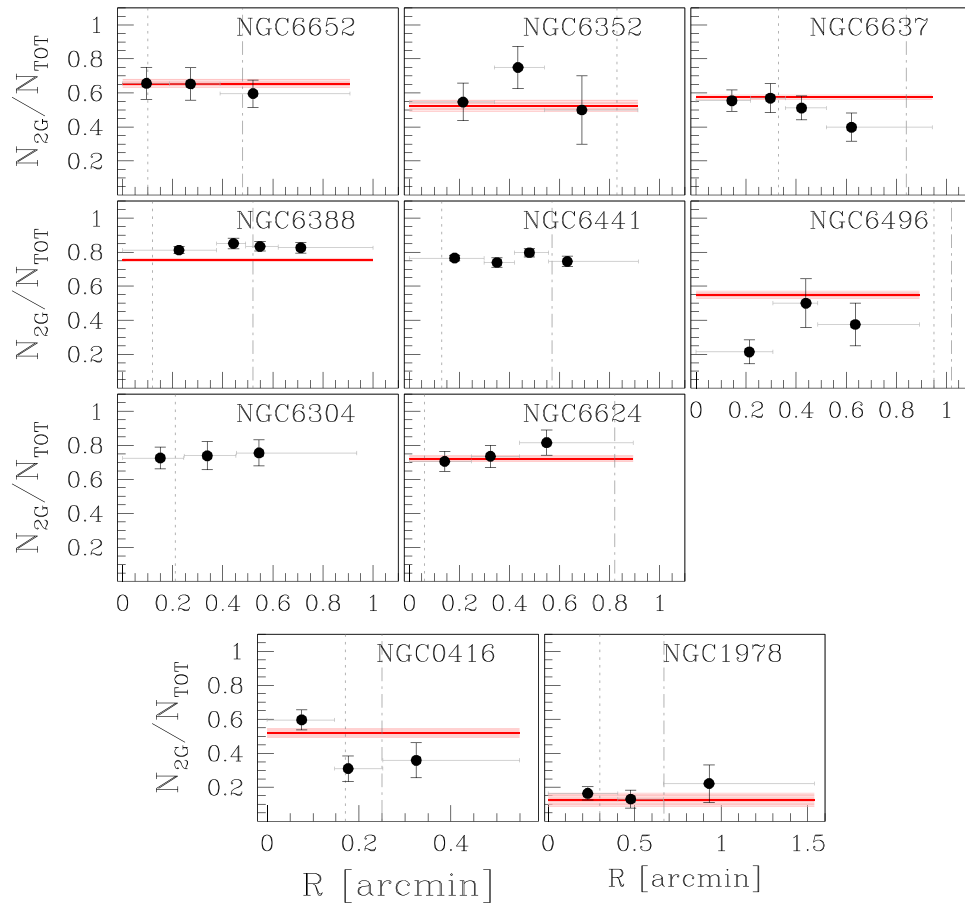 NGC6652 NGC6352 NGC6637
N2G/NTOT
1
0.8
0.6
0.4
0.2
NGC6388 NGC6441 NGC6496
N2G/NTOT
1
0.8
0.6
0.4
0.2
0 0.2 0.4 0.6 0.8 1
NGC6304 NGC6624
N2G/NTOT
1
0.8
0.6
0.4
0.2
0 0.2 0.4 0.6 0.8 1 0 0.2 0.4 0.6 0.8 1
NGC0416 NGC1978
N2G/NTOT
1
0.8
0.6
0.4
0.2
0 0.2 0.4 0 0.5 1 1.5
R [arcmin] R [arcmin]